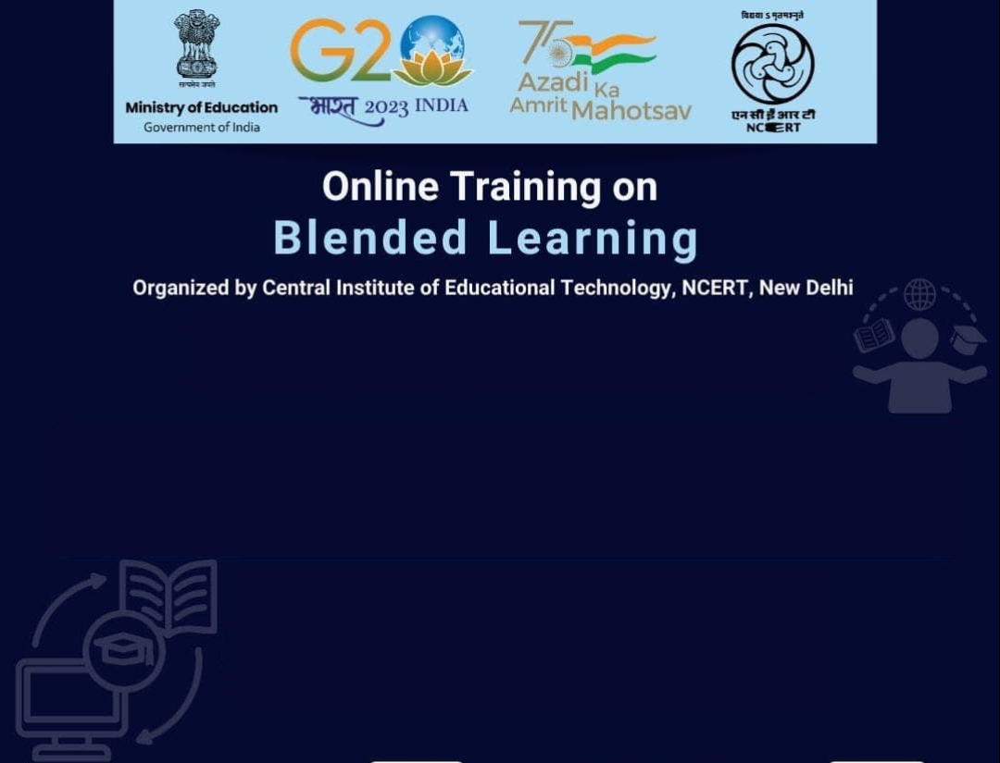 सत्यमेव जयते
Ministry of Education
Government of India
G20
भारत 2023 INDIA
75
Azadi Ka
Amrit Mahotsav
विद्यया ऽ मृतमश्नुते
एन सी ई आर टी
NCERT
Online Training on
Blended Learning
Organized by Central Institute of Educational Technology, NCERT, New Delhi